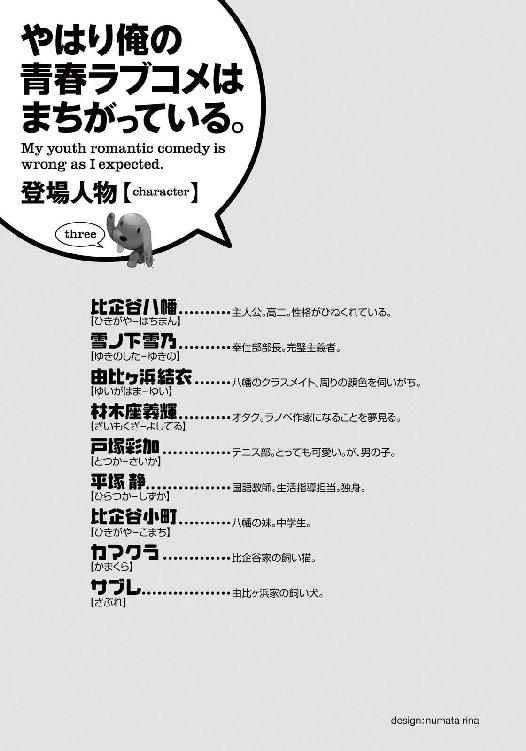 やはり俺の
青春ラブコメは
まちがっている。
My youth romantic comedy is
wrong as I expected.
登場人物【character】
three
比企谷八幡..........主人公。高二。性格がひねくれている。
[ひきがや－はちまん]
雪ノ下雪乃..........奉仕部部長。完璧主義者。
[ゆきのした－ゆきの]
由比ヶ浜結衣.......八幡のクラスメイト、周りの顔色を伺いがち。
[ゆいがはま－ゆい]
材木座義輝..........オタク。ラノベ作家になることを夢見る。
[ざいもくざ－よしてる]
戸塚彩加.............テニス部。とっても可愛い。が、男の子。
[とつか－さいか]
平塚 静................国語教師。生活指導担当。独身。
[ひらつか－しずか]
比企谷小町..........八幡の妹。中学生。
[ひきがや－こまち]
カマクラ.............比企谷家の飼い猫。
[かまくら]
サブレ.................由比ヶ浜家の飼い犬。
[さぶれ]
design:numata rina